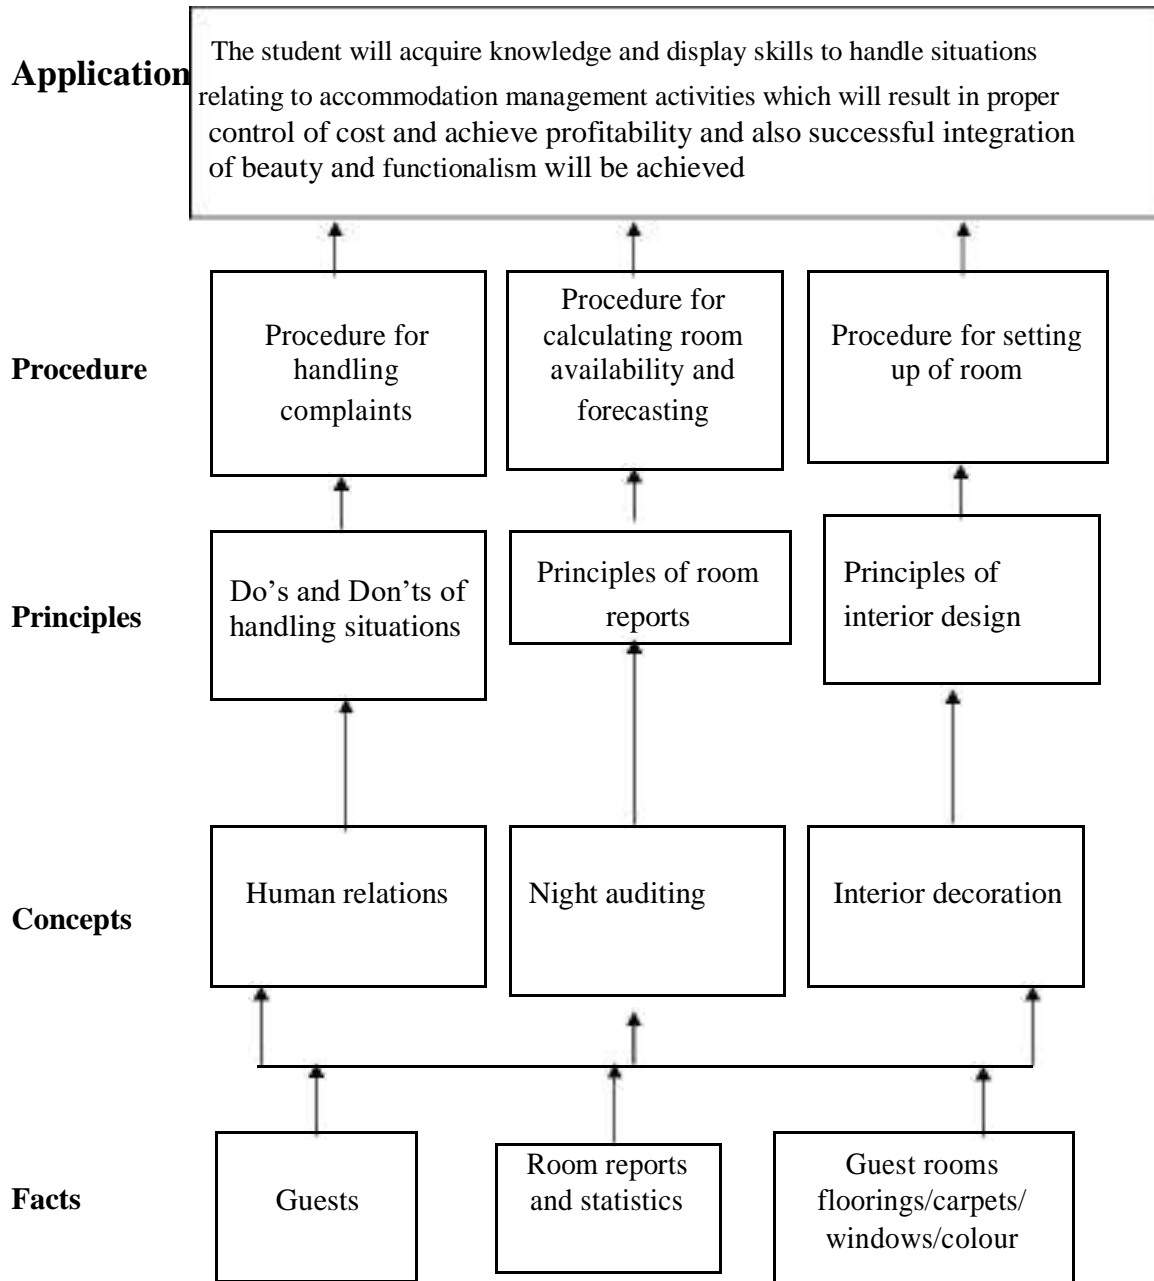 Application
The student will acquire knowledge and display skills to handle situations
relating to accommodation management activities which will result in proper
control of cost and achieve profitability and also successful integration
of beauty and functionalism will be achieved
Procedure
Procedure for
handling
complaints
Procedure for
calculating room
availability and
forecasting
Procedure for setting
up of room
Principles
Do's and Don'ts of
handling situations
Principles of room
reports
Principles of
interior design
Concepts
Human relations
Night auditing
Interior decoration
Facts
Guests
Room reports
and statistics
Guest rooms
floorings/carpets/
windows/colour